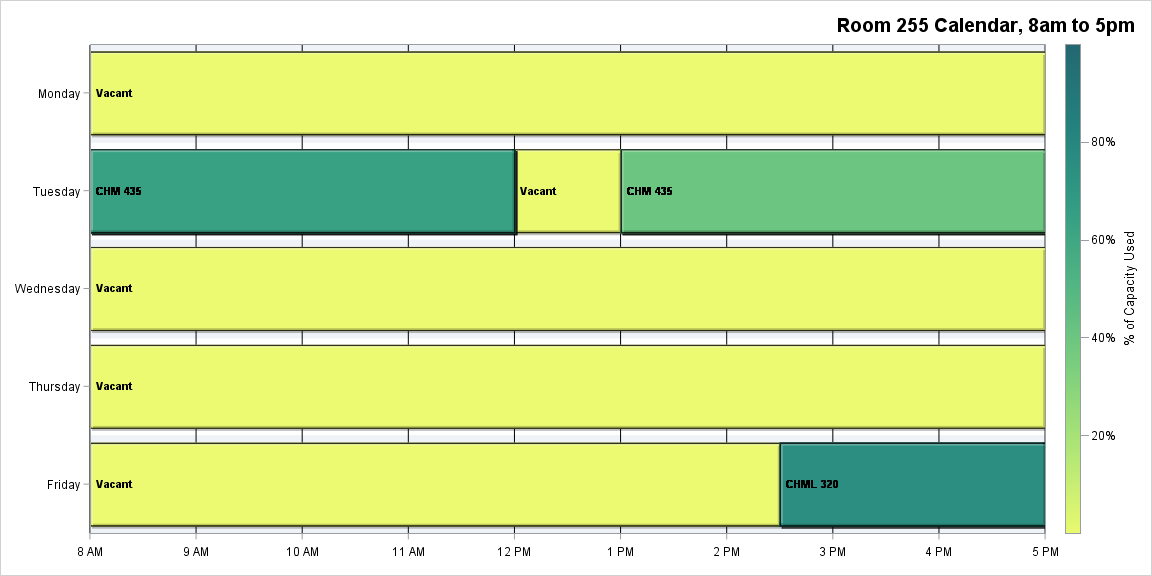 Room 255 Calendar, 8am to 5pm
Monday
Vacant
Tuesday
CHM 435
Vacant
CHM 435
Wednesday
Vacant
Thursday
Vacant
Friday
Vacant
CHML 320
8 AM
9 AM
10 AM
11 AM
12 PM
1 PM
2 PM
3 PM
4 PM
5 PM
80%
60%
40%
20%
% of Capacity Used